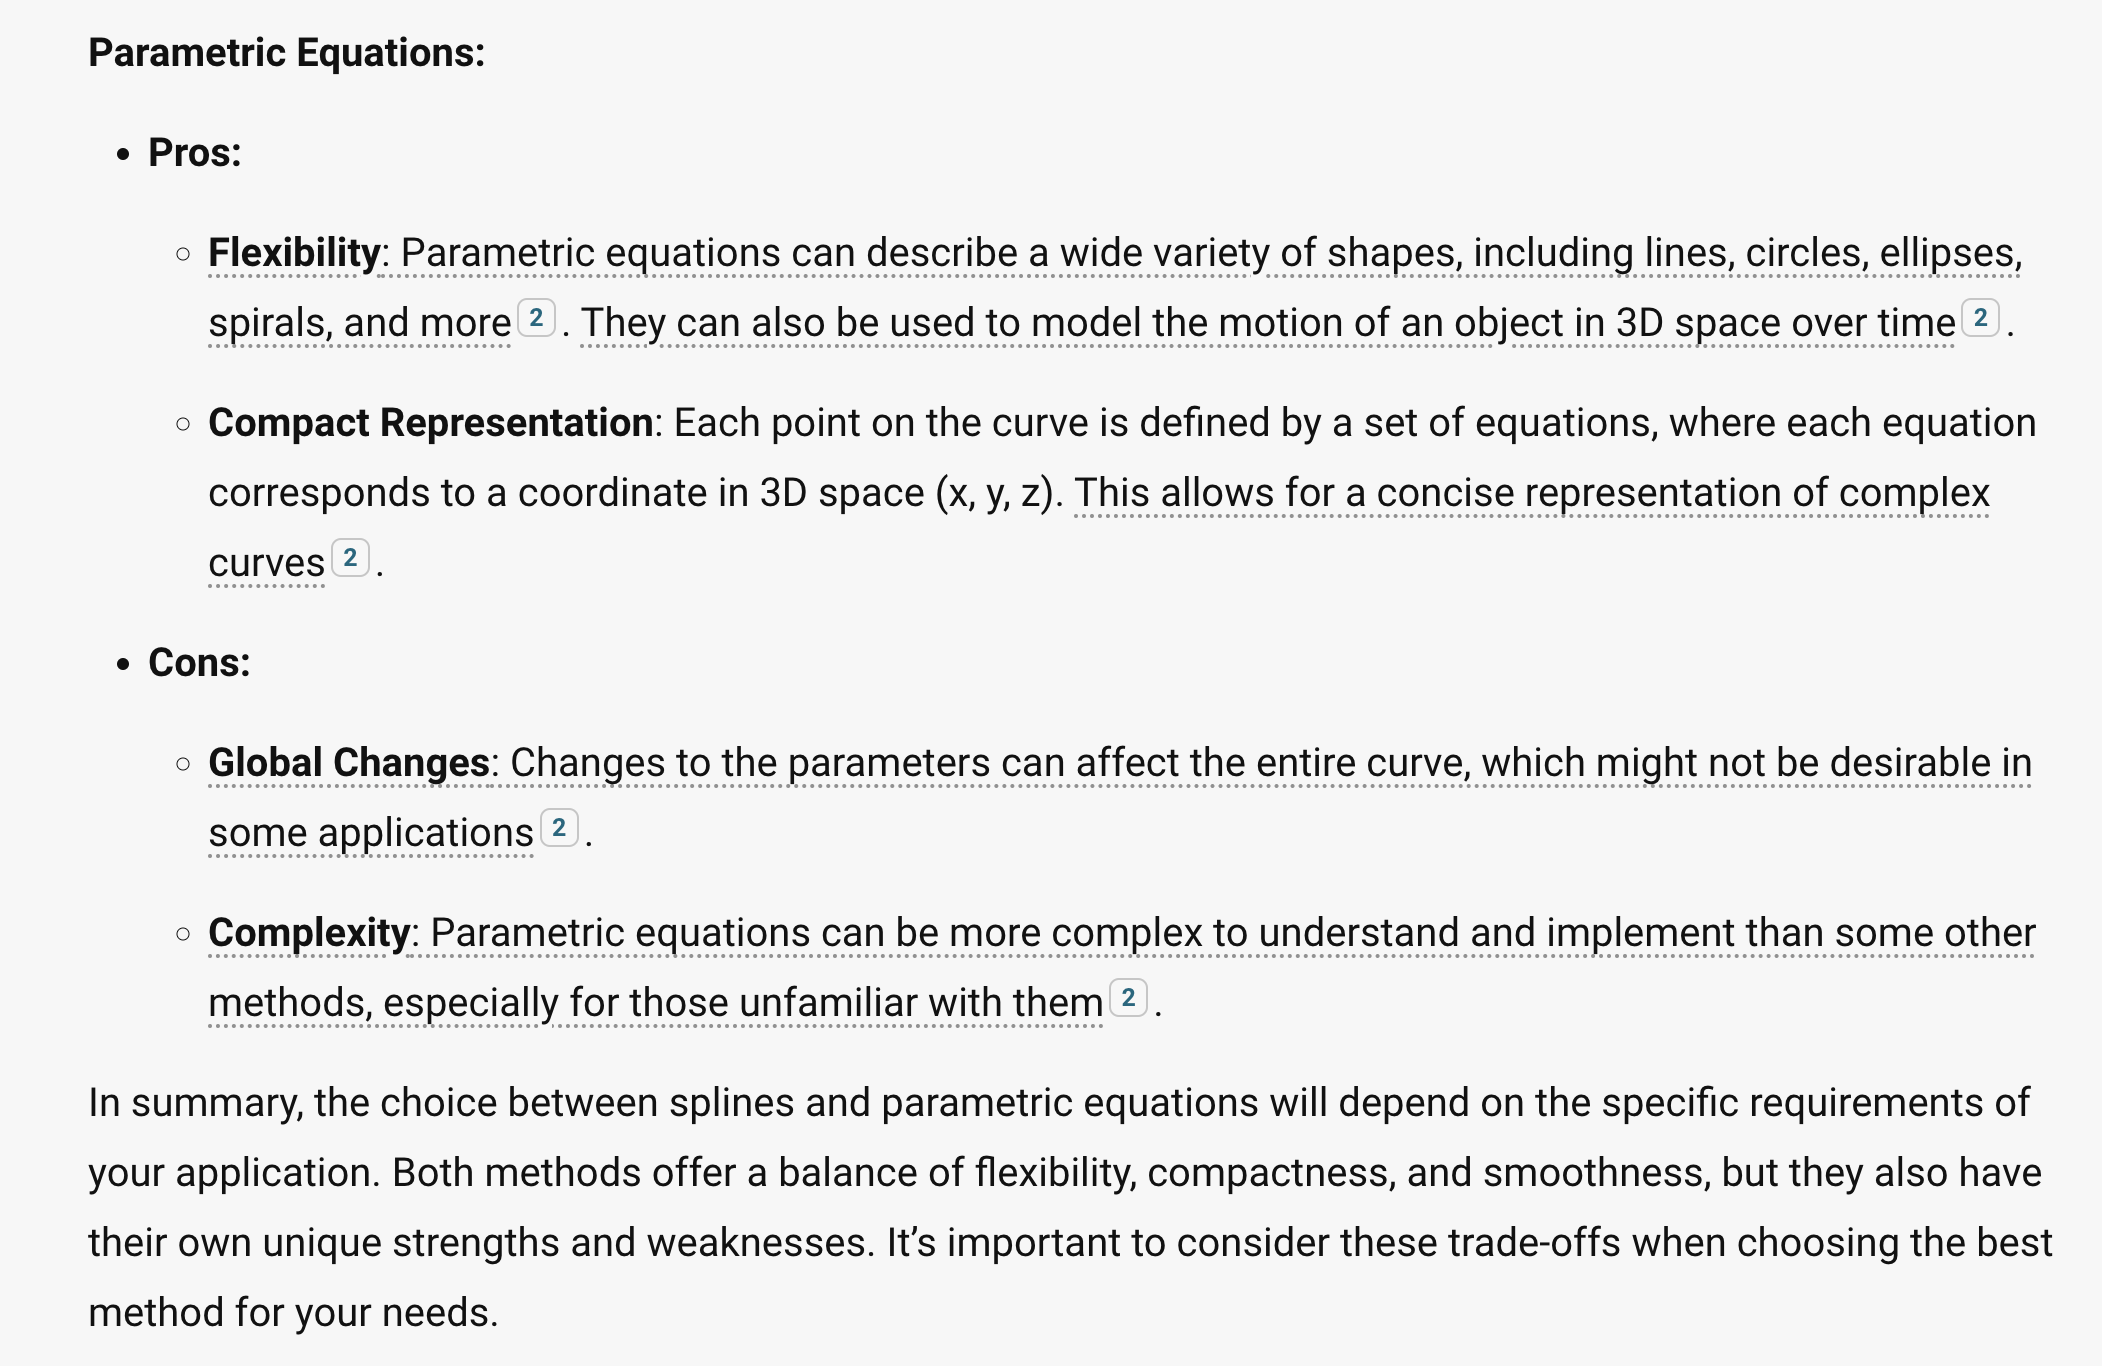 Parametric Equations:
• Pros:
○ Flexibility: Parametric equations can describe a wide variety of shapes, including lines, circles, ellipses,
spirals, and more 2 . They can also be used to model the motion of an object in 3D space over time 2 .
○ Compact Representation: Each point on the curve is defined by a set of equations, where each equation
corresponds to a coordinate in 3D space (x, y, z). This allows for a concise representation of complex
curves 2 .
• Cons:
○ Global Changes: Changes to the parameters can affect the entire curve, which might not be desirable in
some applications 2 .
○ Complexity: Parametric equations can be more complex to understand and implement than some other
methods, especially for those unfamiliar with them 2 .
In summary, the choice between splines and parametric equations will depend on the specific requirements of
your application. Both methods offer a balance of flexibility, compactness, and smoothness, but they also have
their own unique strengths and weaknesses. It’s important to consider these trade-offs when choosing the best
method for your needs.